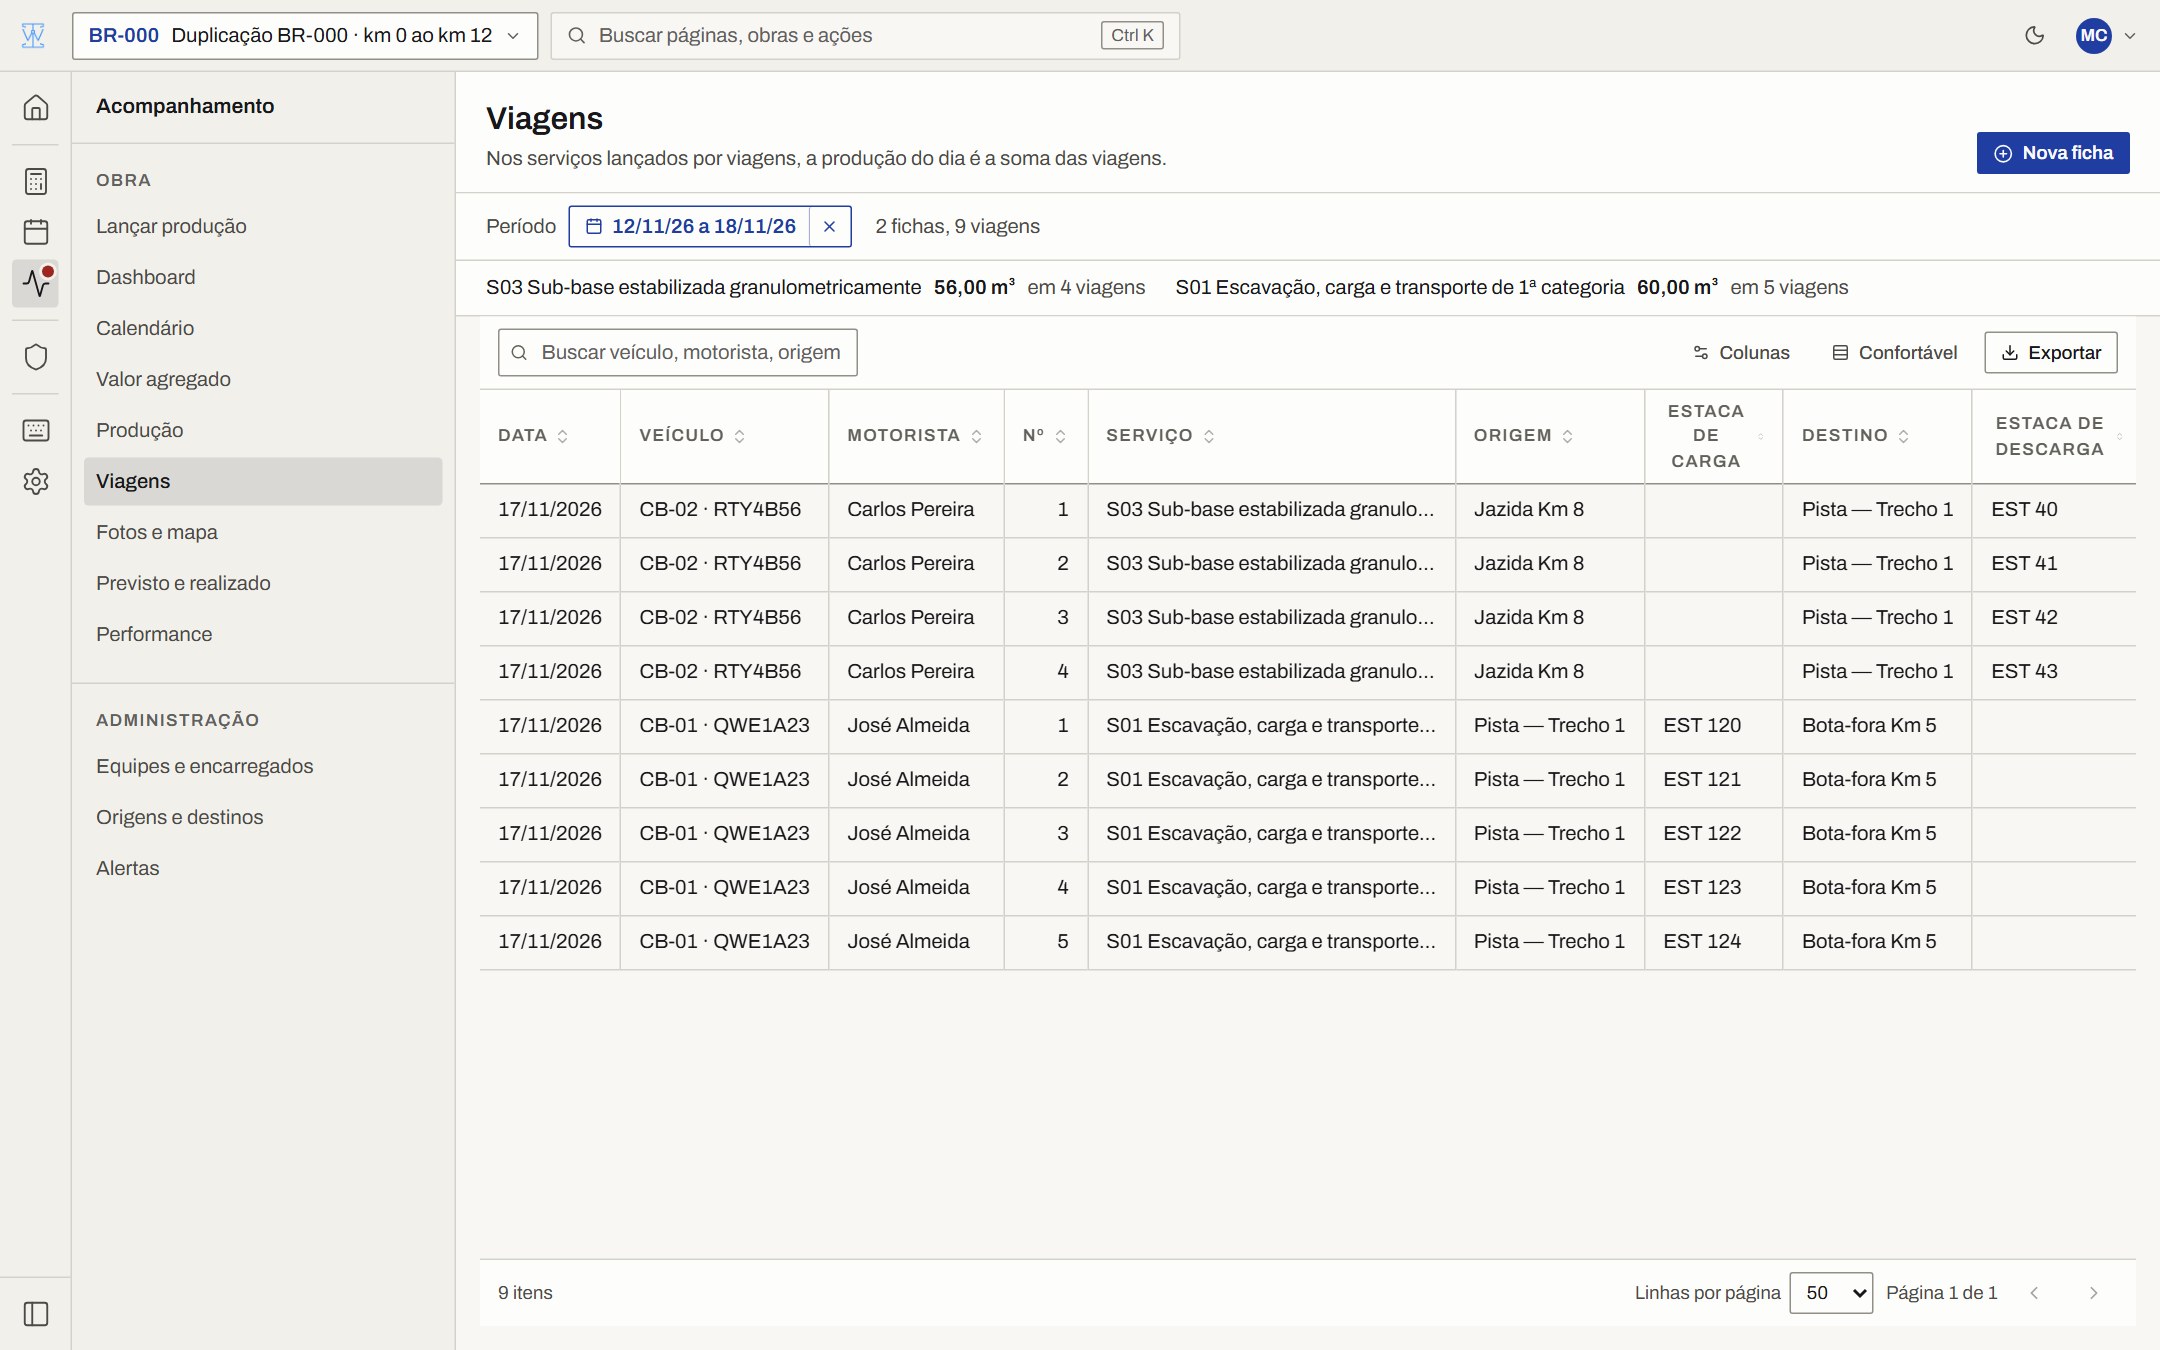 BR-000 Duplicação BR-000 · km 0 ao km 12
Buscar páginas, obras e ações
Ctrl K
MC
Acompanhamento
OBRA
Lançar produção
Dashboard
Calendário
Valor agregado
Produção
Viagens
Fotos e mapa
Previsto e realizado
Performance
ADMINISTRAÇÃO
Equipes e encarregados
Origens e destinos
Alertas
Viagens
Nos serviços lançados por viagens, a produção do dia é a soma das viagens.
Nova ficha
Período 12/11/26 a 18/11/26 2 fichas, 9 viagens
S03 Sub-base estabilizada granulometricamente 56,00 m³ em 4 viagens S01 Escavação, carga e transporte de 1ª categoria 60,00 m³ em 5 viagens
Buscar veículo, motorista, origem
Colunas Confortável Exportar
DATA VEÍCULO MOTORISTA Nº SERVIÇO ORIGEM ESTACA DE CARGA DESTINO ESTACA DE DESCARGA
17/11/2026 CB-02 · RTY4B56 Carlos Pereira 1 S03 Sub-base estabilizada granulo... Jazida Km 8 Pista — Trecho 1 EST 40
17/11/2026 CB-02 · RTY4B56 Carlos Pereira 2 S03 Sub-base estabilizada granulo... Jazida Km 8 Pista — Trecho 1 EST 41
17/11/2026 CB-02 · RTY4B56 Carlos Pereira 3 S03 Sub-base estabilizada granulo... Jazida Km 8 Pista — Trecho 1 EST 42
17/11/2026 CB-02 · RTY4B56 Carlos Pereira 4 S03 Sub-base estabilizada granulo... Jazida Km 8 Pista — Trecho 1 EST 43
17/11/2026 CB-01 · QWE1A23 José Almeida 1 S01 Escavação, carga e transporte... Pista — Trecho 1 EST 120 Bota-fora Km 5
17/11/2026 CB-01 · QWE1A23 José Almeida 2 S01 Escavação, carga e transporte... Pista — Trecho 1 EST 121 Bota-fora Km 5
17/11/2026 CB-01 · QWE1A23 José Almeida 3 S01 Escavação, carga e transporte... Pista — Trecho 1 EST 122 Bota-fora Km 5
17/11/2026 CB-01 · QWE1A23 José Almeida 4 S01 Escavação, carga e transporte... Pista — Trecho 1 EST 123 Bota-fora Km 5
17/11/2026 CB-01 · QWE1A23 José Almeida 5 S01 Escavação, carga e transporte... Pista — Trecho 1 EST 124 Bota-fora Km 5
9 itens
Linhas por página 50 Página 1 de 1